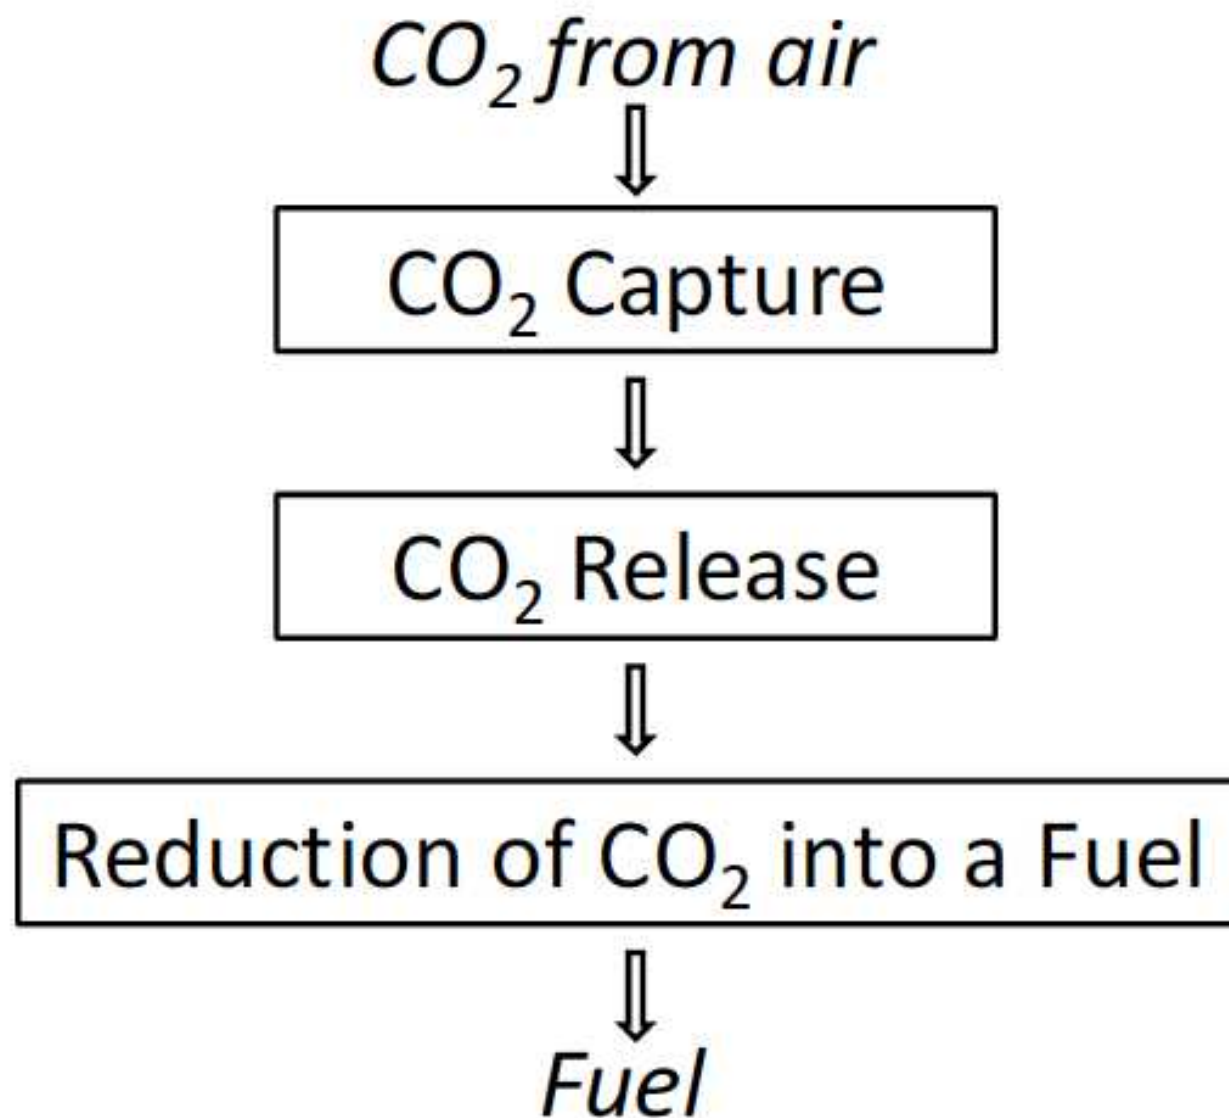 CO₂ from air
CO₂ Capture
CO₂ Release
Reduction of CO₂ into a Fuel
Fuel